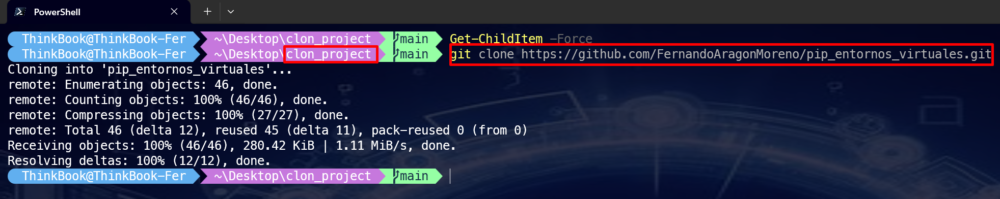 PowerShell
ThinkBook@ThinkBook-Fer ~\Desktop\clon_project main Get-ChildItem -Force
ThinkBook@ThinkBook-Fer ~\Desktop\clon_project main git clone https://github.com/FernandoAragonMoreno/pip_entornos_virtuales.git
Cloning into 'pip_entornos_virtuales'...
remote: Enumerating objects: 46, done.
remote: Counting objects: 100% (46/46), done.
remote: Compressing objects: 100% (27/27), done.
remote: Total 46 (delta 12), reused 45 (delta 11), pack-reused 0 (from 0)
Receiving objects: 100% (46/46), 280.42 KiB | 1.11 MiB/s, done.
Resolving deltas: 100% (12/12), done.
ThinkBook@ThinkBook-Fer ~\Desktop\clon_project main